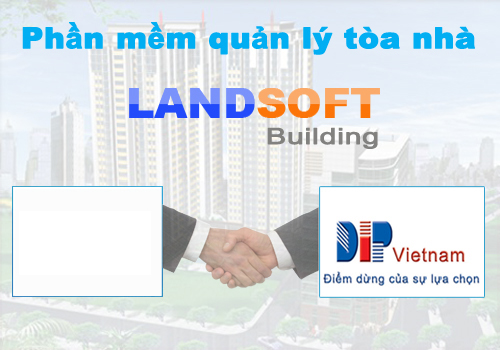 Phần mềm quản lý tòa nhà
LANDSOFT
Building
DIP Vietnam
Điểm dừng của sự lựa chọn